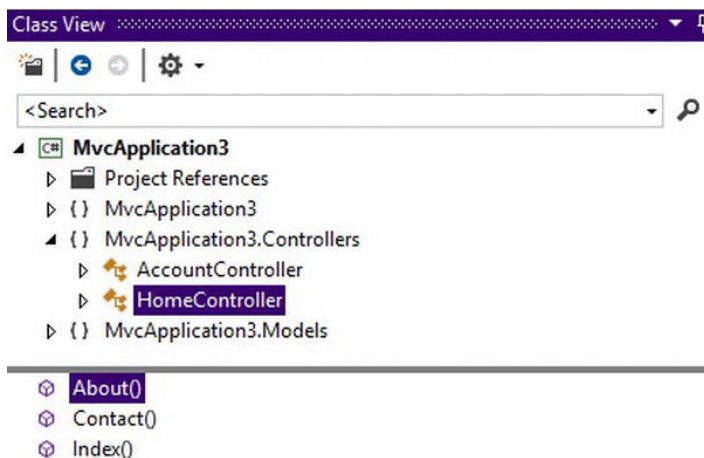 Class View
<Search>
C# MvcApplication3
Project References
{ } MvcApplication3
{ } MvcApplication3.Controllers
AccountController
HomeController
{ } MvcApplication3.Models
About()
Contact()
Index()